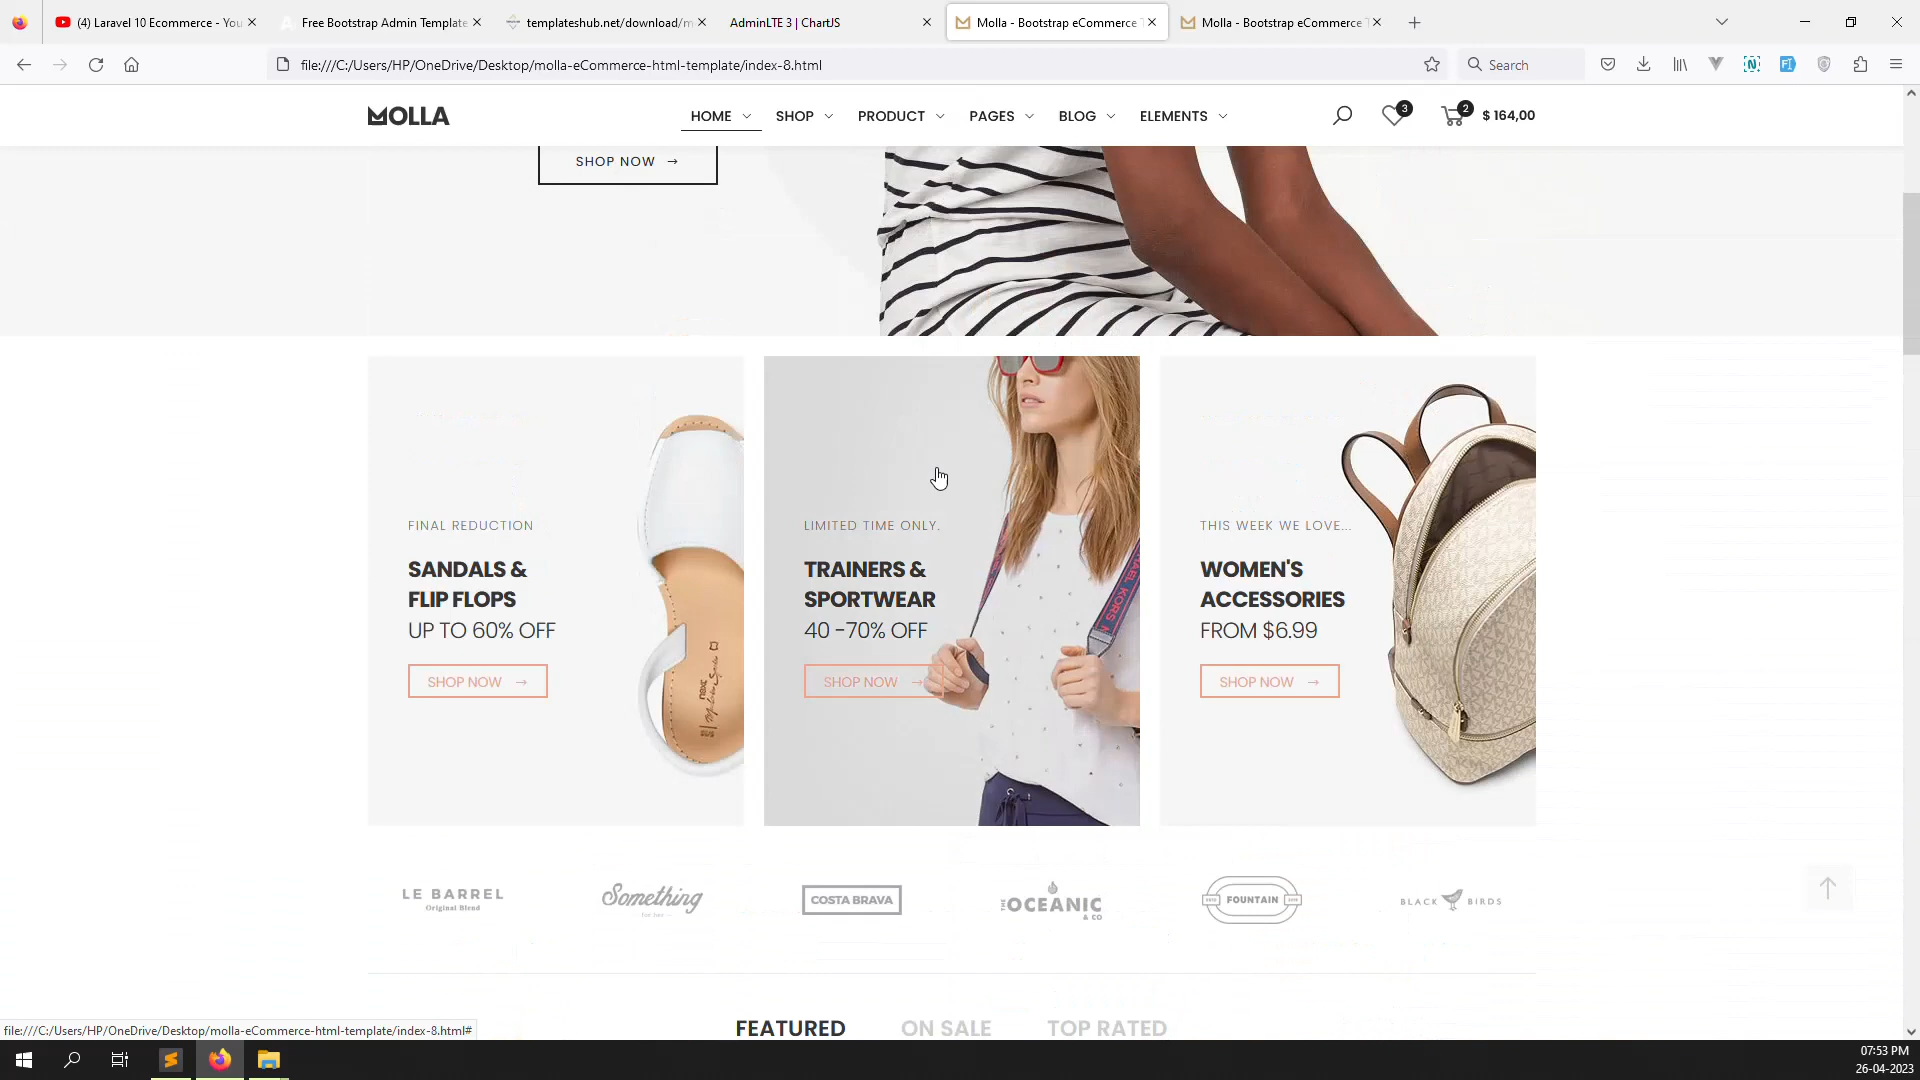 (4) Laravel 10 Ecommerce - You
Free Bootstrap Admin Template
templateshub.net/download/m
AdminLTE 3 | ChartJS
Molla - Bootstrap eCommerce T
Molla - Bootstrap eCommerce T
file:///C:/Users/HP/OneDrive/Desktop/molla-eCommerce-html-template/index-8.html
Search
MOLLA
HOME
SHOP
PRODUCT
PAGES
BLOG
ELEMENTS
3
2
$ 164,00
SHOP NOW →
FINAL REDUCTION
SANDALS &
FLIP FLOPS
UP TO 60% OFF
SHOP NOW →
LIMITED TIME ONLY.
TRAINERS &
SPORTWEAR
40 -70% OFF
SHOP NOW →
THIS WEEK WE LOVE...
WOMEN'S
ACCESSORIES
FROM $6.99
SHOP NOW →
LE BARREL
Original Blend
Something
for her
COSTA BRAVA
THE OCEANIC
& CO
FOUNTAIN
BLACK BIRDS
FEATURED
ON SALE
TOP RATED
file:///C:/Users/HP/OneDrive/Desktop/molla-eCommerce-html-template/index-8.html#
07:53 PM
26-04-2023